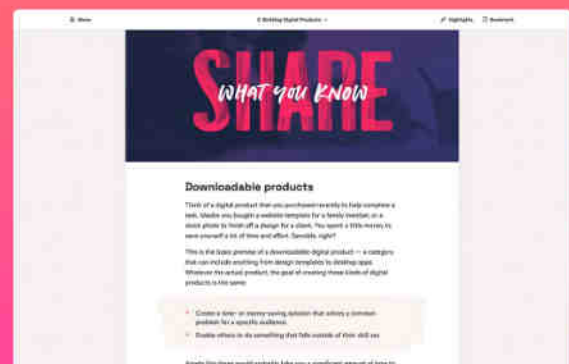 Menu
2 Building Digital Products
Highlights
Bookmark
SHARE
WHAT YOU KNOW
Downloadable products
Think of a digital product that you purchased recently to help complete a
task. Maybe you bought a website template for a family member, or a
stock photo to finish off a design for a client. You spent a little money to
save yourself a lot of time and effort. Sensible, right?
This is the basic premise of a downloadable digital product — a category
that can include anything from design templates to desktop apps.
Whatever the actual product, the goal of creating these kinds of digital
products is the same:
Create a time- or money-saving solution that solves a common
problem for a specific audience.
Enable others to do something that falls outside of their skill set